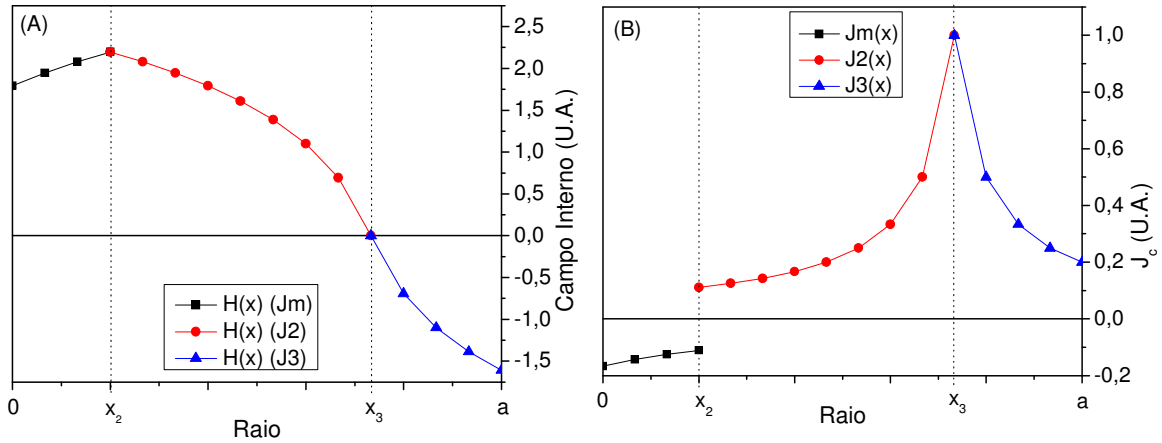 (A)
2,5
2,0
1,5
1,0
0,5
0,0
-0,5
-1,0
-1,5
Campo Interno (U.A.)
H(x) (Jm)
H(x) (J2)
H(x) (J3)
0
x2
x3
a
Raio
(B)
Jm(x)
J2(x)
J3(x)
1,0
0,8
0,6
0,4
0,2
0,0
-0,2
Jc (U.A.)
0
x2
x3
a
Raio